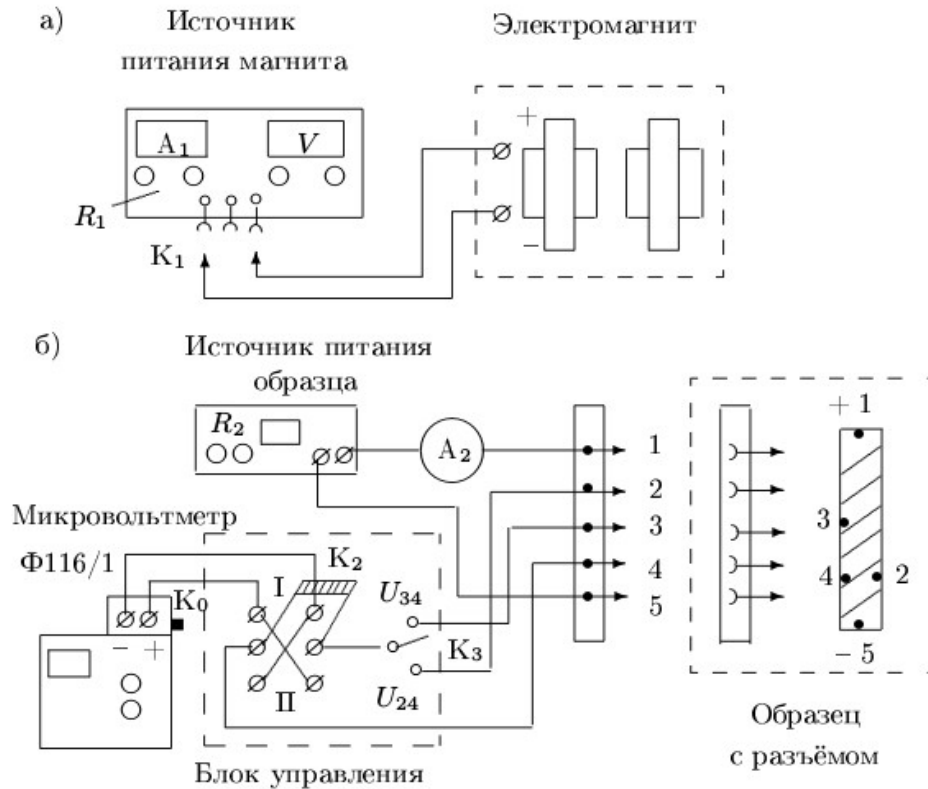 а)
Источник
питания магнита
Электромагнит
A₁
V
R₁
K₁
+
−
б)
Источник питания
образца
R₂
A₂
1
2
3
4
5
+ 1
3
4
2
− 5
Микровольтметр
Ф116/1
K₀
− +
I
K₂
II
U₃₄
K₃
U₂₄
Блок управления
Образец
с разъёмом